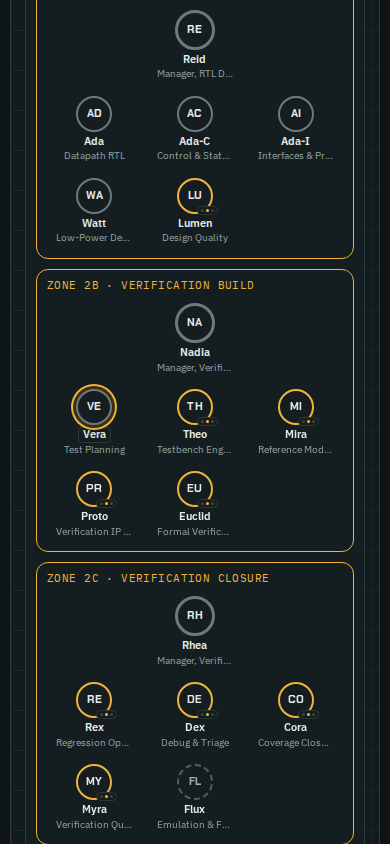 RE
Reid
Manager, RTL D...
AD AC AI
Ada Ada-C Ada-I
Datapath RTL Control & Stat... Interfaces & Pr...
WA LU
Watt Lumen
Low-Power De... Design Quality
ZONE 2B · VERIFICATION BUILD
NA
Nadia
Manager, Verifi...
VE TH MI
Vera Theo Mira
Test Planning Testbench Eng... Reference Mod...
PR EU
Proto Euclid
Verification IP ... Formal Verific...
ZONE 2C · VERIFICATION CLOSURE
RH
Rhea
Manager, Verifi...
RE DE CO
Rex Dex Cora
Regression Op... Debug & Triage Coverage Clos...
MY FL
Myra Flux
Verification Qu... Emulation & F...